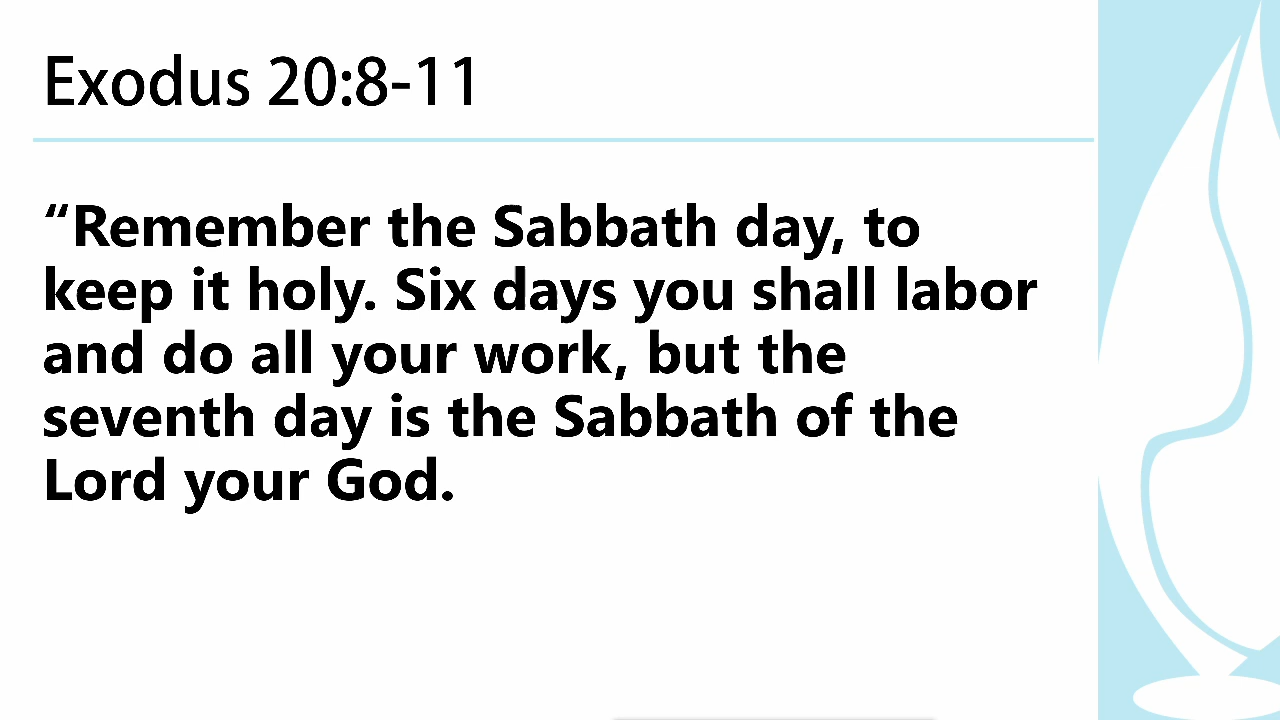 Exodus 20:8-11
“Remember the Sabbath day, to
keep it holy. Six days you shall labor
and do all your work, but the
seventh day is the Sabbath of the
Lord your God.